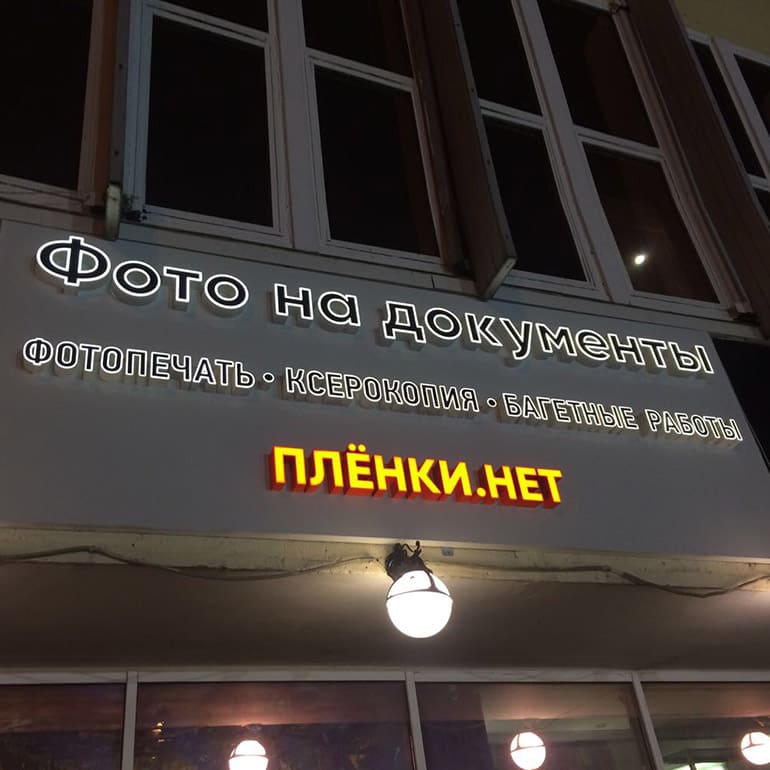 Фото на документы
ФОТОПЕЧАТЬ • КСЕРОКОПИЯ • БАГЕТНЫЕ РАБОТЫ
ПЛЁНКИ.НЕТ